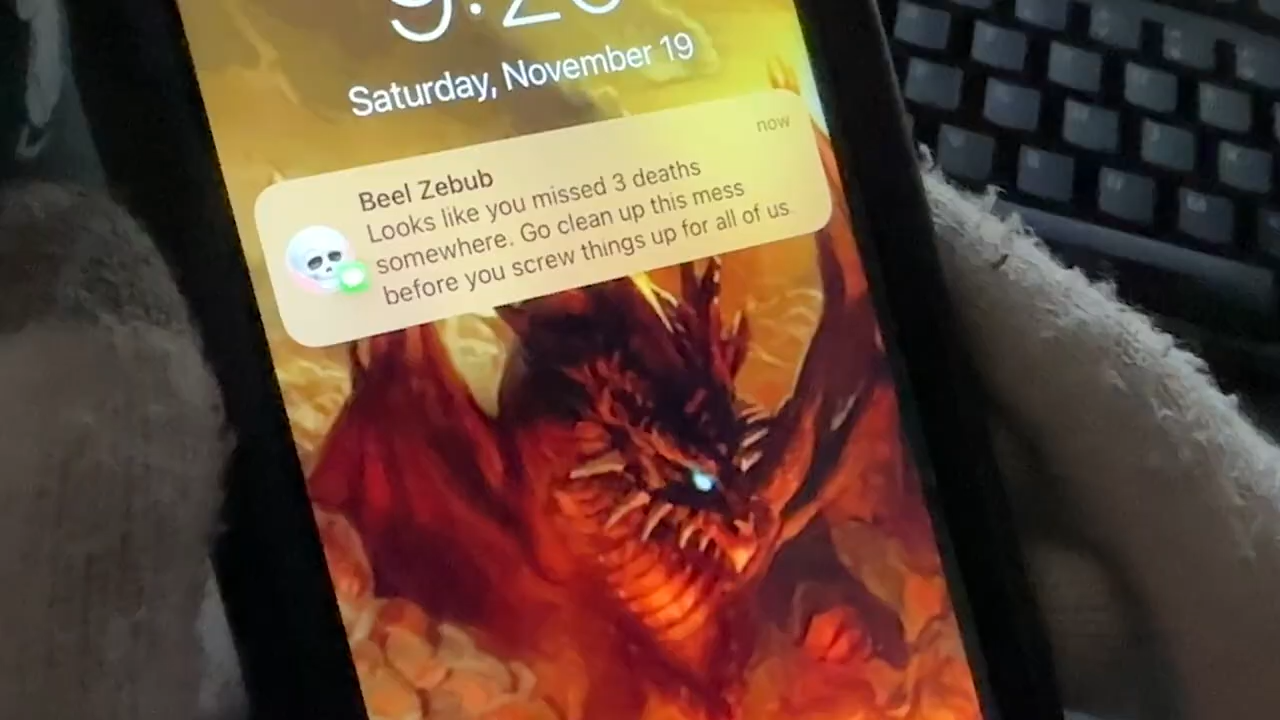 Saturday, November 19
now
Beel Zebub
Looks like you missed 3 deaths
somewhere. Go clean up this mess
before you screw things up for all of us